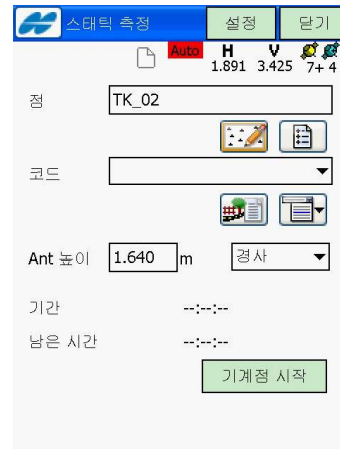 스태틱 측정 설정 닫기
Auto H V
1.891 3.425 7+ 4
점 TK_02
코드
Ant 높이 1.640 m 경사
기간 --:--:--
남은 시간 --:--:--
기계점 시작